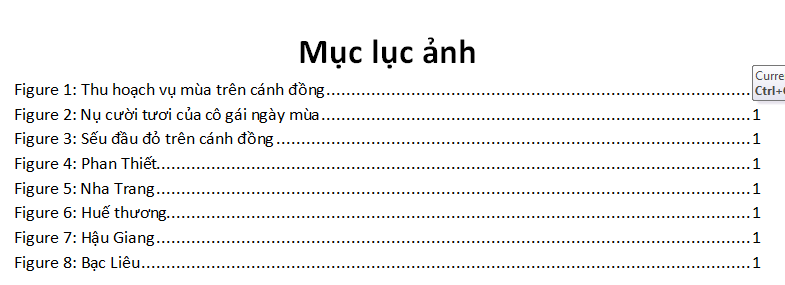 Mục lục ảnh
Figure 1: Thu hoạch vụ mùa trên cánh đồng....................
Figure 2: Nụ cười tươi của cô gái ngày mùa....................1
Figure 3: Sếu đầu đỏ trên cánh đồng....................1
Figure 4: Phan Thiết....................1
Figure 5: Nha Trang....................1
Figure 6: Huế thương....................1
Figure 7: Hậu Giang....................1
Figure 8: Bạc Liêu....................1
Ctrl+